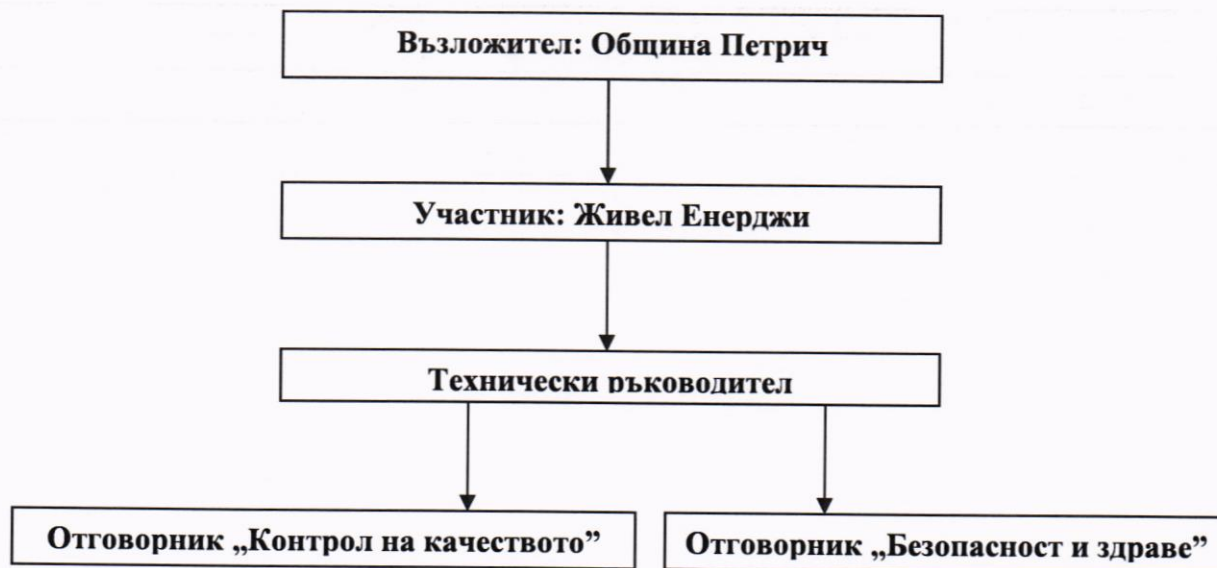 Възложител: Община Петрич
Участник: Живел Енерджи
Технически ръководител
Отговорник „Контрол на качеството”
Отговорник „Безопасност и здраве”